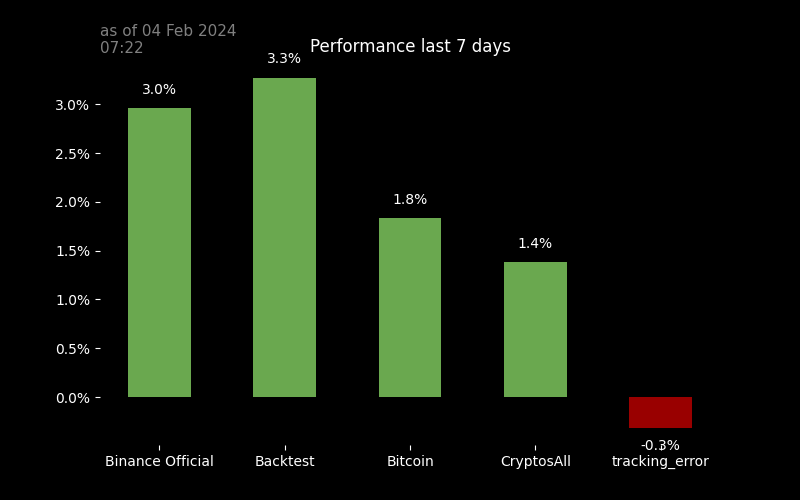 as of 04 Feb 2024
07:22
Performance last 7 days
3.3%
3.0%
3.0%
2.5%
2.0%
1.8%
1.5%
1.4%
1.0%
0.5%
0.0%
-0.3%
Binance Official
Backtest
Bitcoin
CryptosAll
tracking_error